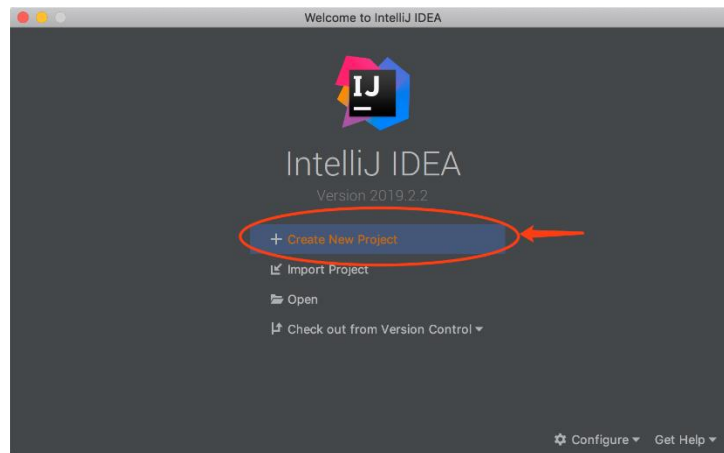 Welcome to IntelliJ IDEA
IJ
IntelliJ IDEA
Version 2019.2.2
Create New Project
Import Project
Open
Check out from Version Control
Configure Get Help